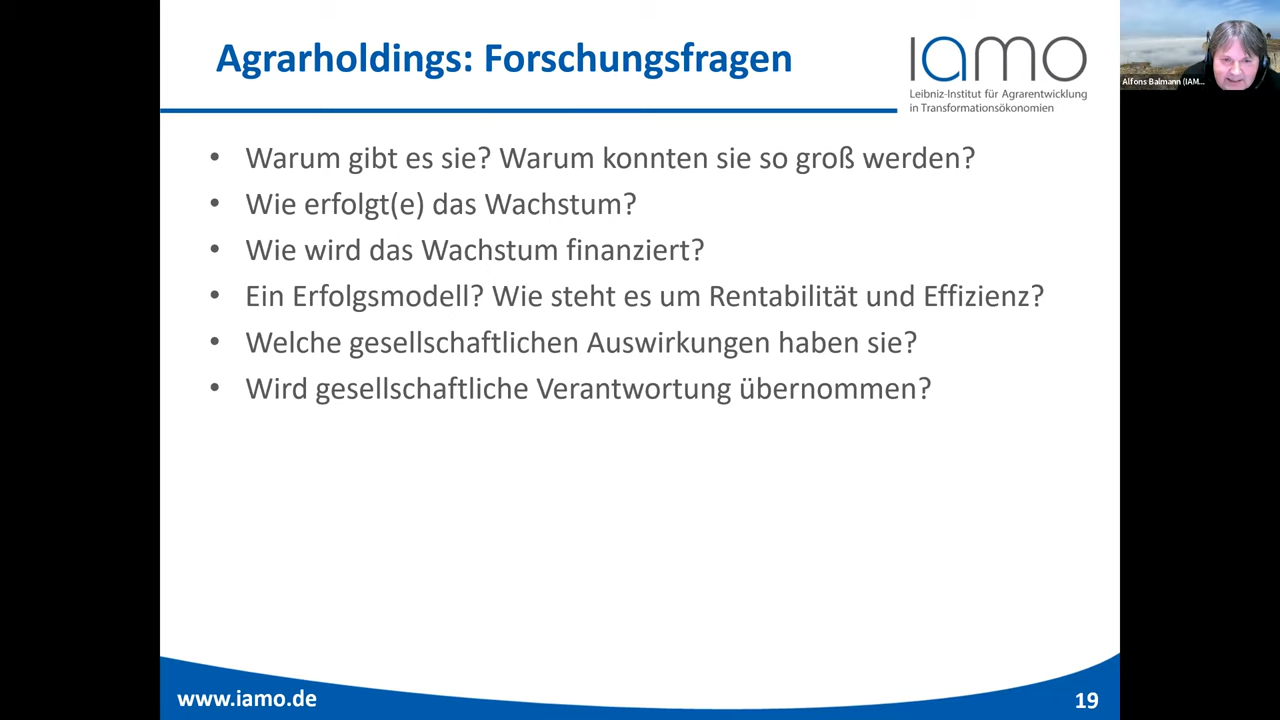 Agrarholdings: Forschungsfragen
iamo
Leibniz-Institut für Agrarentwicklung
in Transformationsökonomien
Alfons Balmann (IAM...
• Warum gibt es sie? Warum konnten sie so groß werden?
• Wie erfolgt(e) das Wachstum?
• Wie wird das Wachstum finanziert?
• Ein Erfolgsmodell? Wie steht es um Rentabilität und Effizienz?
• Welche gesellschaftlichen Auswirkungen haben sie?
• Wird gesellschaftliche Verantwortung übernommen?
www.iamo.de
19